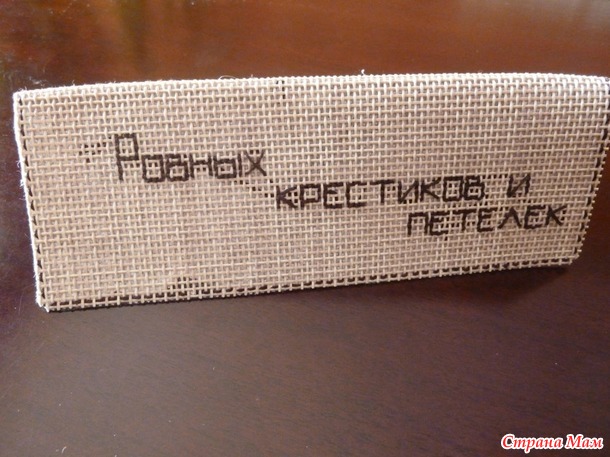 Ровных
крестиков и
петелек
Страна Мам